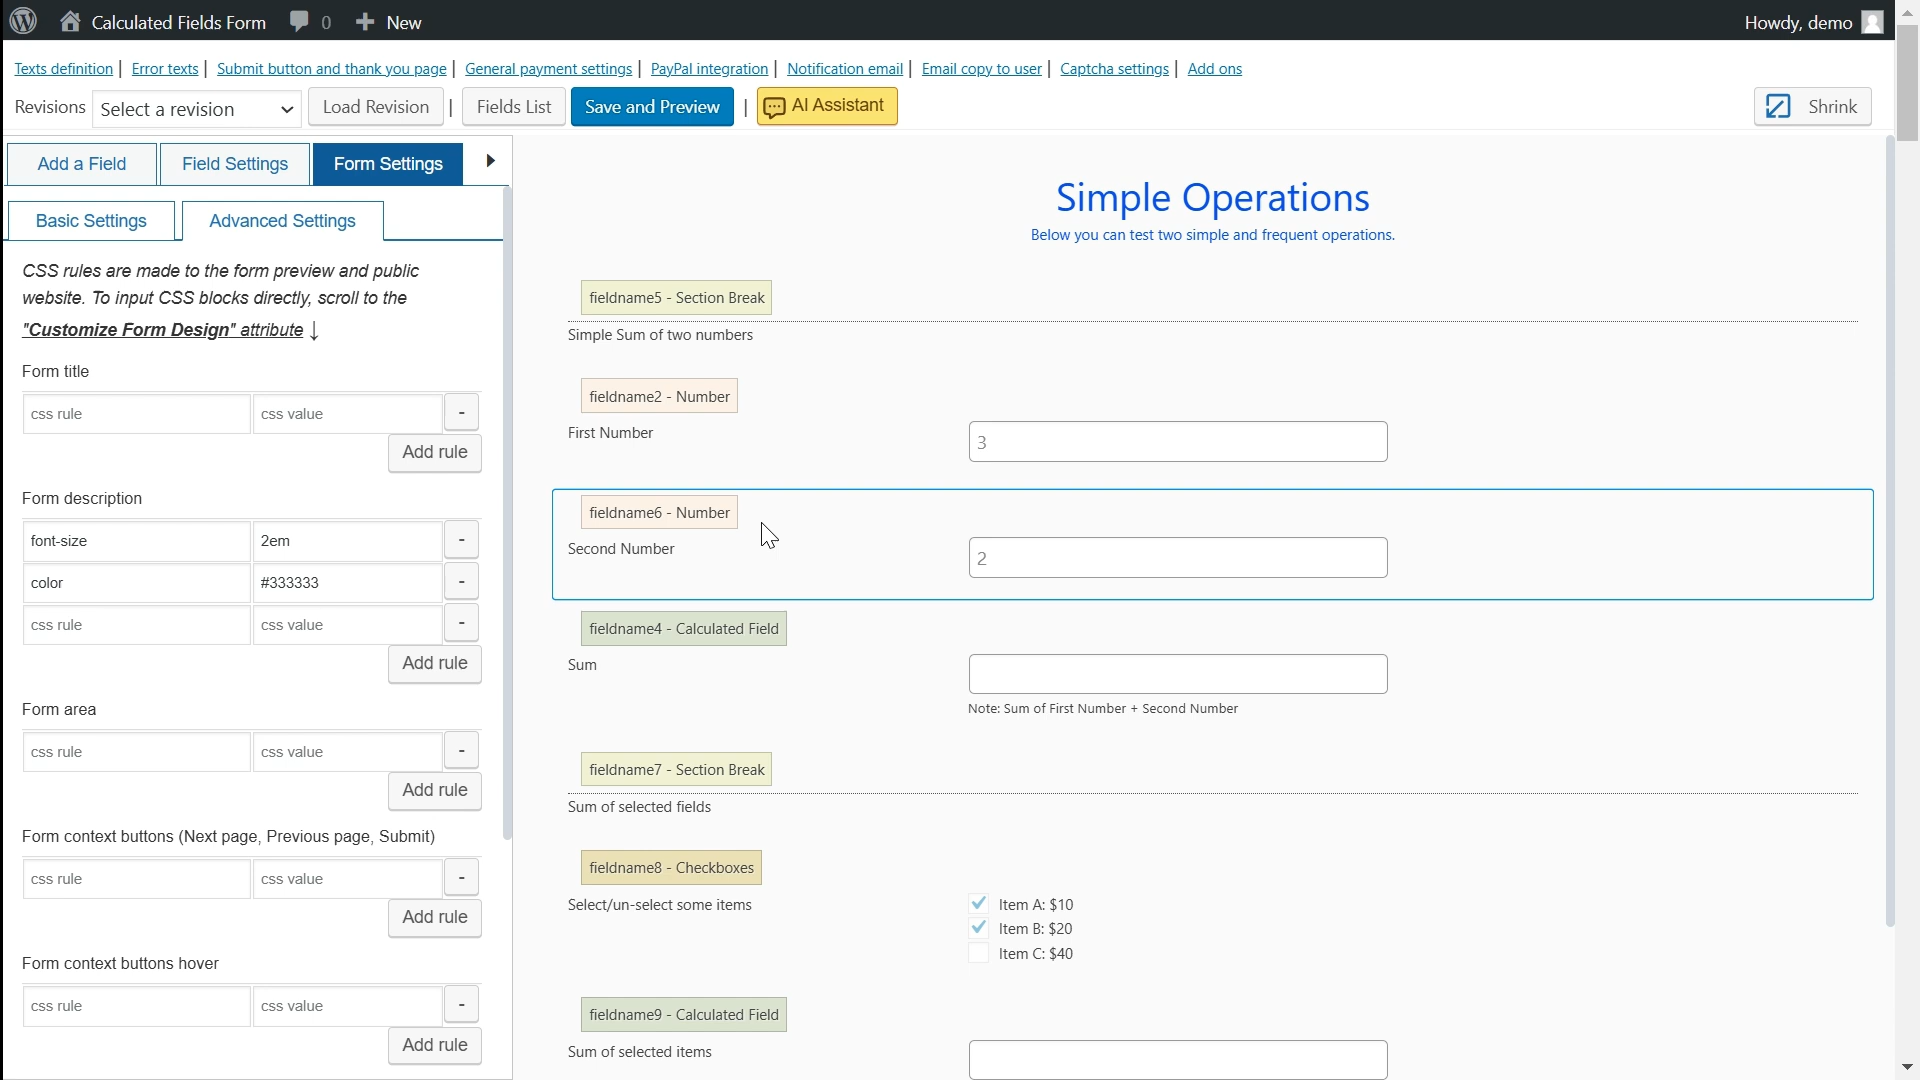 Calculated Fields Form 0 New Howdy, demo
Texts definition | Error texts | Submit button and thank you page | General payment settings | PayPal integration | Notification email | Email copy to user | Captcha settings | Add ons
Revisions Select a revision Load Revision | Fields List Save and Preview | AI Assistant Shrink
Add a Field Field Settings Form Settings
Basic Settings Advanced Settings
CSS rules are made to the form preview and public
website. To input CSS blocks directly, scroll to the
"Customize Form Design" attribute ↓
Form title
css rule css value -
Add rule
Form description
font-size 2em -
color #333333 -
css rule css value -
Add rule
Form area
css rule css value -
Add rule
Form context buttons (Next page, Previous page, Submit)
css rule css value -
Add rule
Form context buttons hover
css rule css value -
Add rule
Simple Operations
Below you can test two simple and frequent operations.
fieldname5 - Section Break
Simple Sum of two numbers
fieldname2 - Number
First Number 3
fieldname6 - Number
Second Number 2
fieldname4 - Calculated Field
Sum
Note: Sum of First Number + Second Number
fieldname7 - Section Break
Sum of selected fields
fieldname8 - Checkboxes
Select/un-select some items Item A: $10
Item B: $20
Item C: $40
fieldname9 - Calculated Field
Sum of selected items